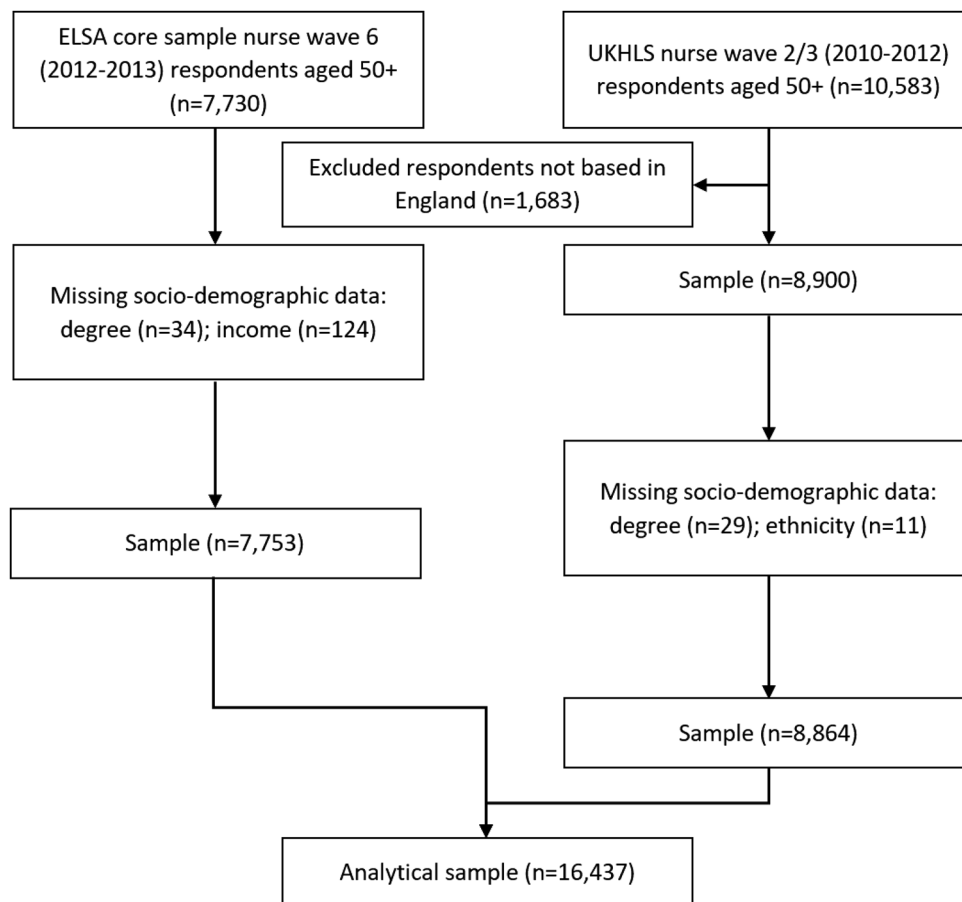 ELSA core sample nurse wave 6
(2012-2013) respondents aged 50+
(n=7,730)
UKHLS nurse wave 2/3 (2010-2012)
respondents aged 50+ (n=10,583)
Excluded respondents not based in
England (n=1,683)
Missing socio-demographic data:
degree (n=34); income (n=124)
Sample (n=8,900)
Sample (n=7,753)
Missing socio-demographic data:
degree (n=29); ethnicity (n=11)
Sample (n=8,864)
Analytical sample (n=16,437)